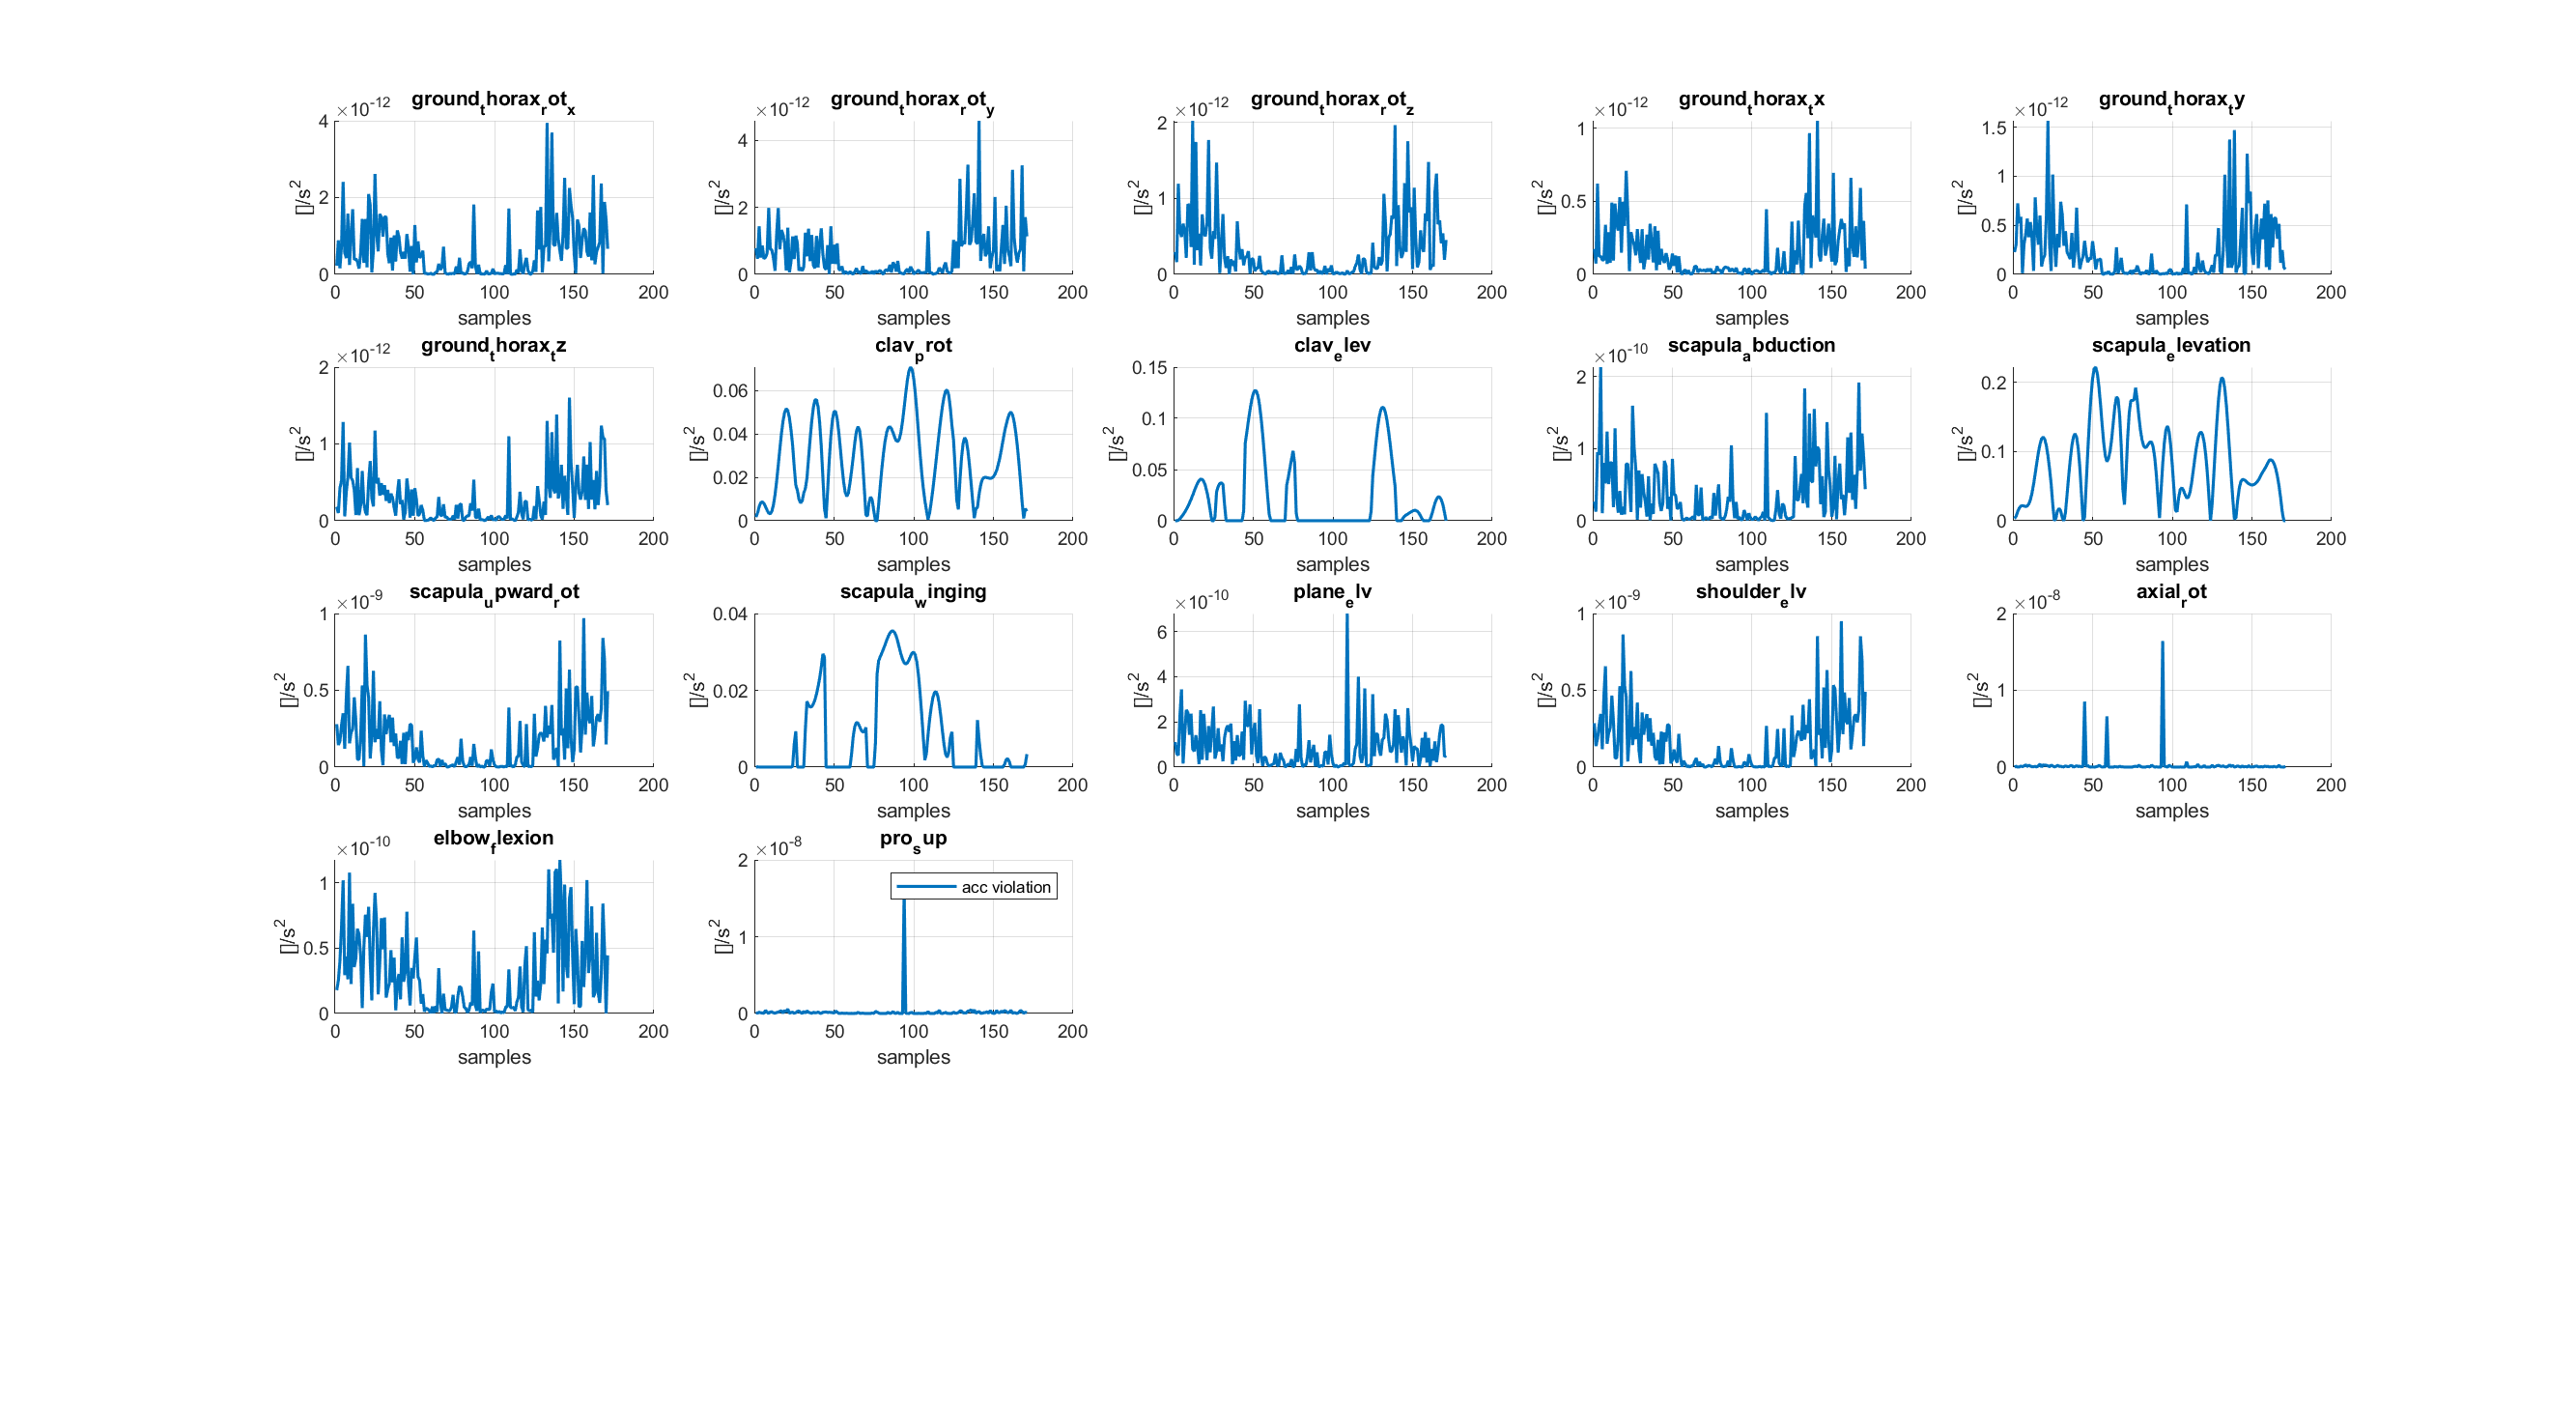 ×10-12 ground_thorax_rot_x
×10-12 ground_thorax_rot_y
×10-12 ground_thorax_rot_z
×10-12 ground_thorax_tx
×10-12 ground_thorax_ty
4
2
0
[]/s2
0 50 100 150 200
samples
4
2
0
[]/s2
0 50 100 150 200
samples
2
1
0
[]/s2
0 50 100 150 200
samples
1
0.5
0
[]/s2
0 50 100 150 200
samples
1.5
1
0.5
0
[]/s2
0 50 100 150 200
samples
×10-12 ground_thorax_tz
clav_prot
clav_elev
×10-10 scapula_abduction
scapula_elevation
2
1
0
[]/s2
0 50 100 150 200
samples
0.06
0.04
0.02
0
[]/s2
0 50 100 150 200
samples
0.15
0.1
0.05
0
[]/s2
0 50 100 150 200
samples
2
1
0
[]/s2
0 50 100 150 200
samples
0.2
0.1
0
[]/s2
0 50 100 150 200
samples
×10-9 scapula_upward_rot
scapula_winging
×10-10 plane_elv
×10-9 shoulder_elv
×10-8 axial_rot
1
0.5
0
[]/s2
0 50 100 150 200
samples
0.04
0.02
0
[]/s2
0 50 100 150 200
samples
6
4
2
0
[]/s2
0 50 100 150 200
samples
1
0.5
0
[]/s2
0 50 100 150 200
samples
2
1
0
[]/s2
0 50 100 150 200
samples
×10-10 elbow_flexion
×10-8 pro_sup
1
0.5
0
[]/s2
0 50 100 150 200
samples
2
1
0
[]/s2
acc violation
0 50 100 150 200
samples